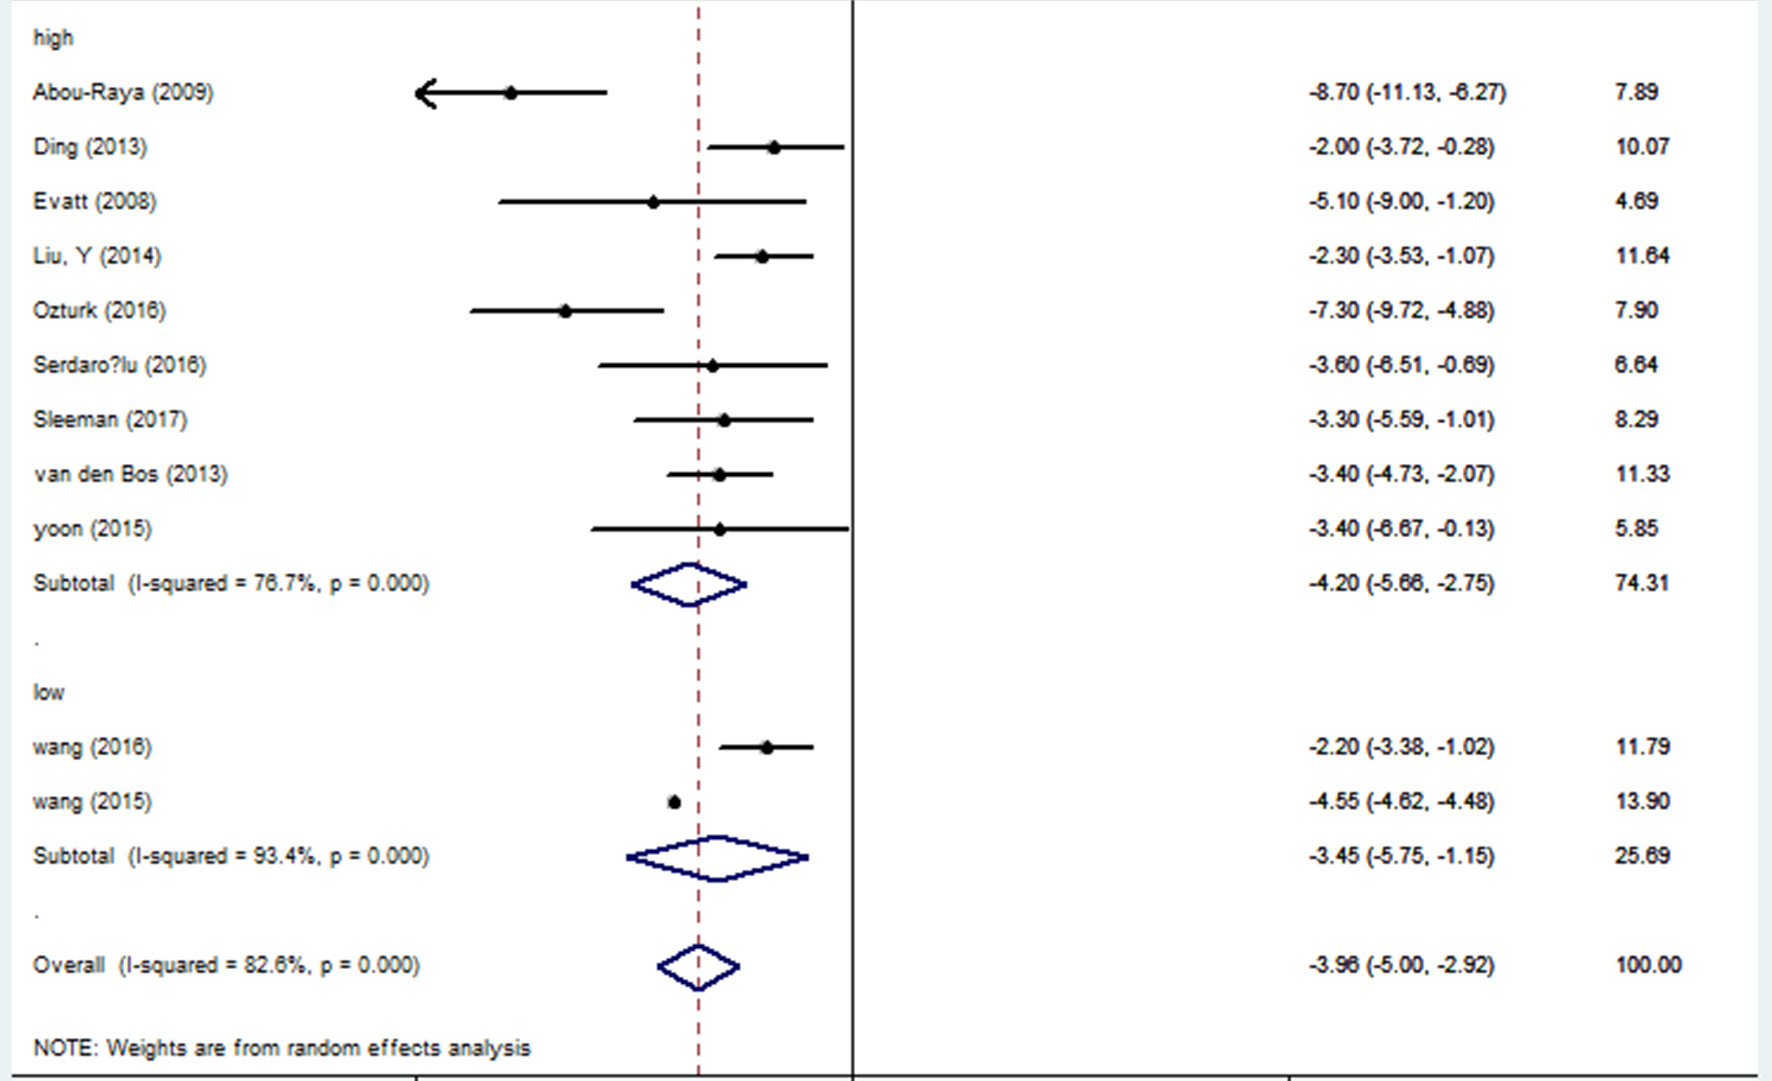 high
Abou-Raya (2009) -8.70 (-11.13, -6.27) 7.89
Ding (2013) -2.00 (-3.72, -0.28) 10.07
Evatt (2008) -5.10 (-9.00, -1.20) 4.69
Liu, Y (2014) -2.30 (-3.53, -1.07) 11.64
Ozturk (2016) -7.30 (-9.72, -4.88) 7.90
Serdaro?lu (2016) -3.60 (-6.51, -0.69) 6.64
Sleeman (2017) -3.30 (-5.59, -1.01) 8.29
van den Bos (2013) -3.40 (-4.73, -2.07) 11.33
yoon (2015) -3.40 (-6.67, -0.13) 5.85
Subtotal (I-squared = 76.7%, p = 0.000) -4.20 (-5.66, -2.75) 74.31
.
low
wang (2016) -2.20 (-3.38, -1.02) 11.79
wang (2015) -4.55 (-4.62, -4.48) 13.90
Subtotal (I-squared = 93.4%, p = 0.000) -3.45 (-5.75, -1.15) 25.69
.
Overall (I-squared = 82.6%, p = 0.000) -3.96 (-5.00, -2.92) 100.00
NOTE: Weights are from random effects analysis